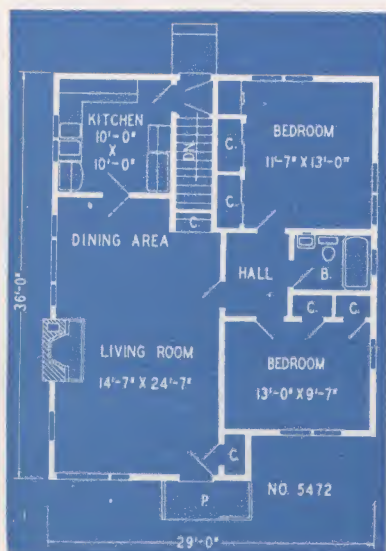 KITCHEN
10'-0"
X
10'-0"
DN.
C.
C.
C.
BEDROOM
11'-7" X 13'-0"
DINING AREA
HALL
B.
C.
C.
36'-0"
LIVING ROOM
14'-7" X 24'-7"
BEDROOM
13'-0" X 9'-7"
C.
P.
NO. 5472
29'-0"